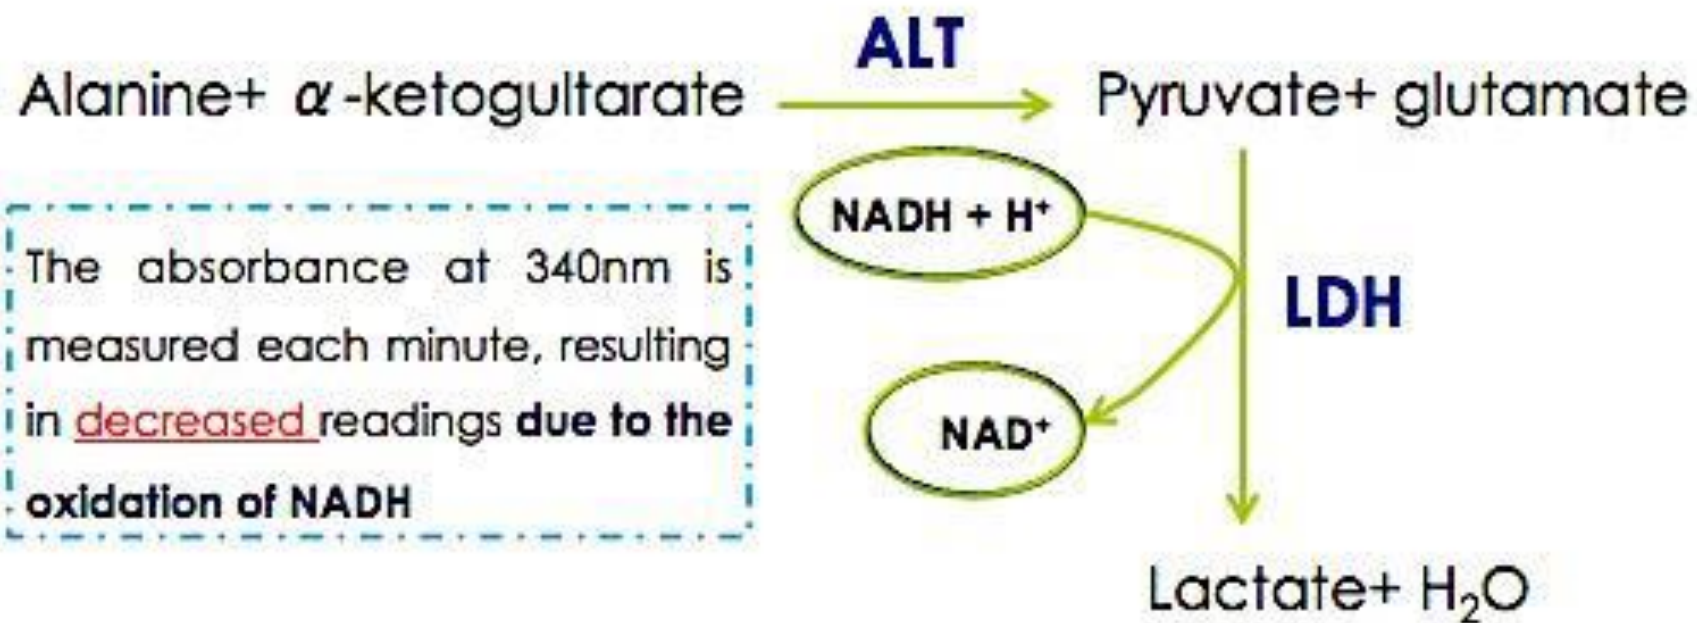 ALT
Alanine+ α-ketogultarate
Pyruvate+ glutamate
NADH + H⁺
LDH
NAD⁺
Lactate+ H₂O
The absorbance at 340nm is
measured each minute, resulting
in decreased readings due to the
oxidation of NADH